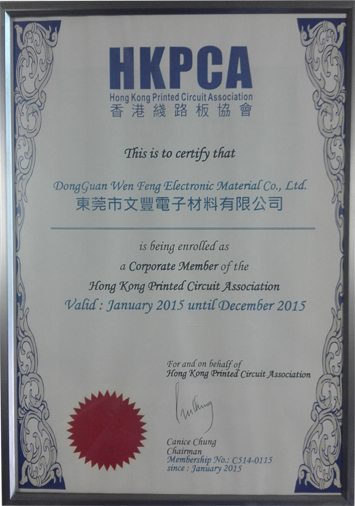 HKPCA
Hong Kong Printed Circuit Association
香港綫路板協會
This is to certify that
DongGuan Wen Feng Electronic Material Co., Ltd.
東莞市文豐電子材料有限公司
is being enrolled as
a Corporate Member of the
Hong Kong Printed Circuit Association
Valid : January 2015 until December 2015
For and on behalf of
Hong Kong Printed Circuit Association
Canice Chung
Chairman
Membership No.: C514-0115
since : January 2015